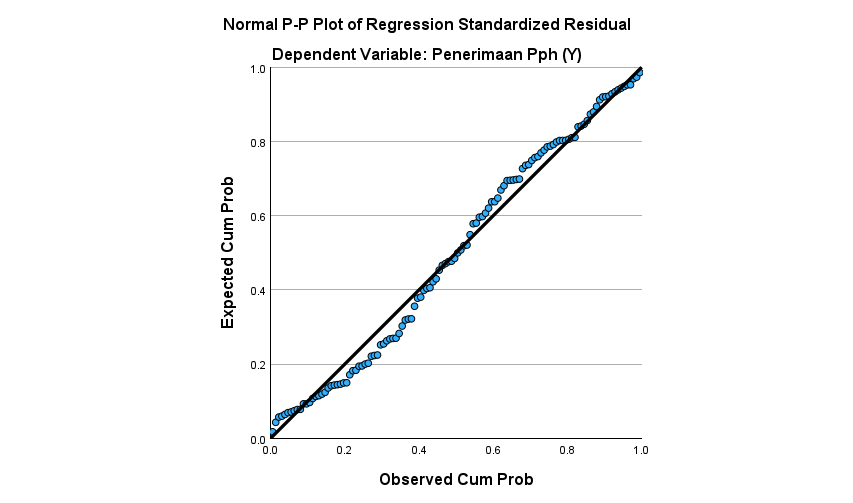 Normal P-P Plot of Regression Standardized Residual
Dependent Variable: Penerimaan Pph (Y)
Expected Cum Prob
1.0
0.8
0.6
0.4
0.2
0.0
0.0 0.2 0.4 0.6 0.8 1.0
Observed Cum Prob